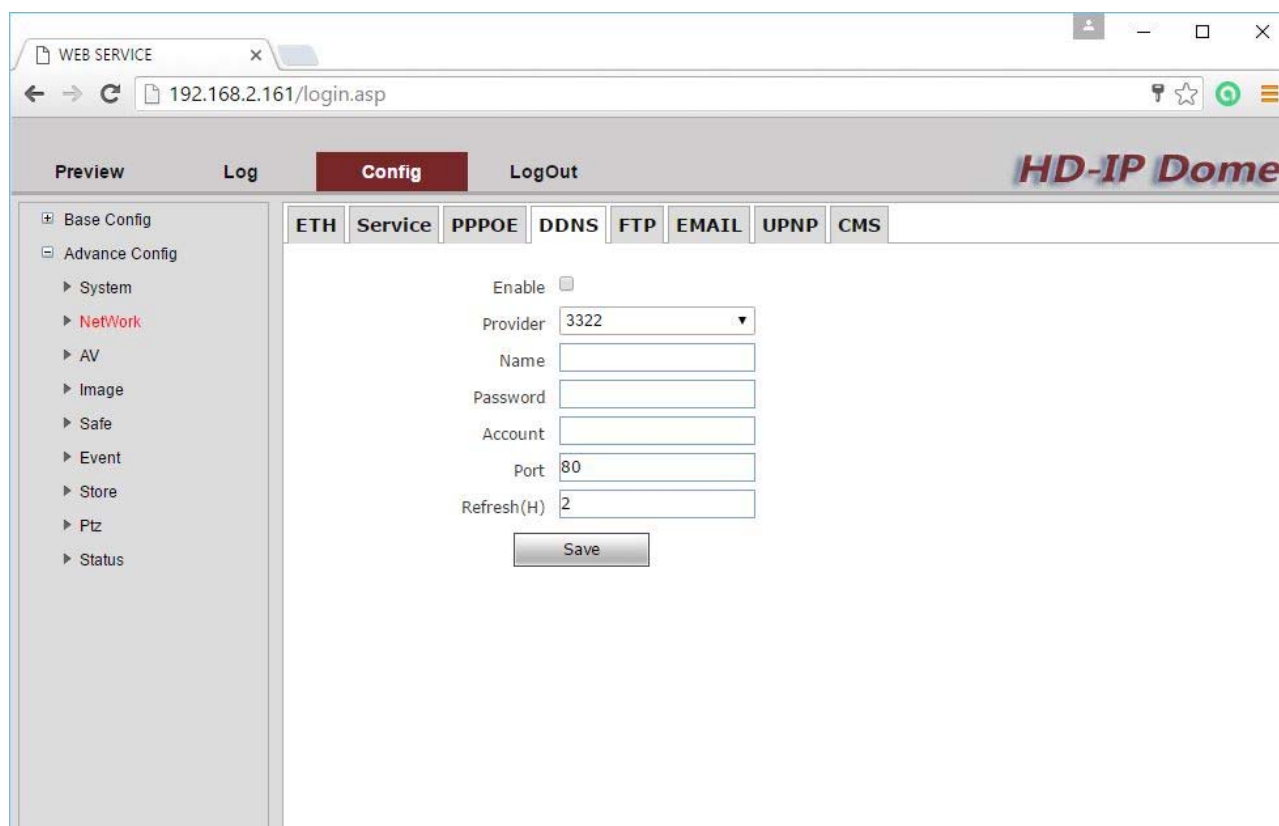 WEB SERVICE
192.168.2.161/login.asp
Preview Log Config LogOut HD-IP Dome
Base Config
Advance Config
System
NetWork
AV
Image
Safe
Event
Store
Ptz
Status
ETH Service PPPOE DDNS FTP EMAIL UPNP CMS
Enable
Provider 3322
Name
Password
Account
Port 80
Refresh(H) 2
Save